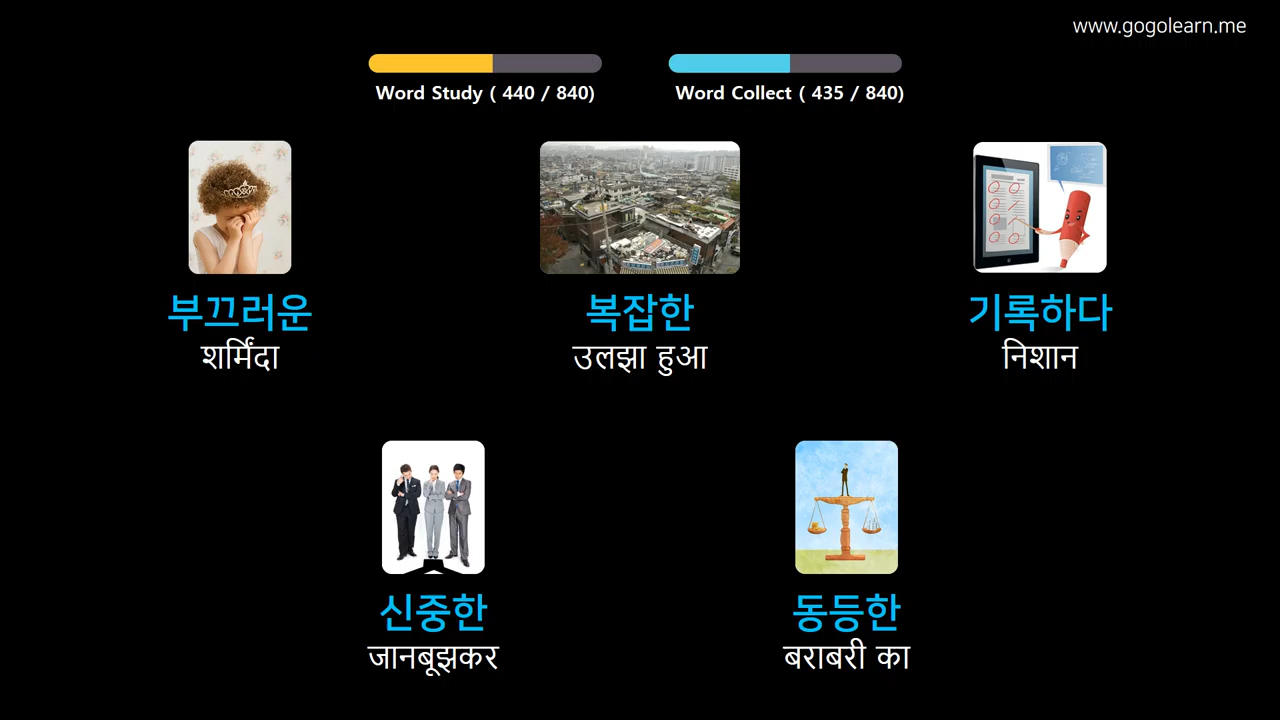 www.gogolearn.me
Word Study ( 440 / 840)
Word Collect ( 435 / 840)
부끄러운
शर्मिंदा
복잡한
उलझा हुआ
기록하다
निशान
신중한
जानबूझकर
동등한
बराबरी का